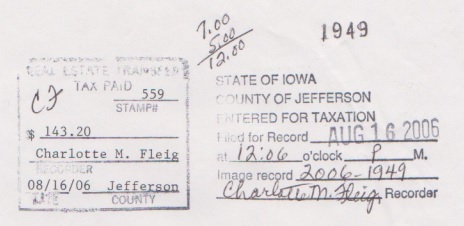 7.00
5.00
12.00
1949
REAL ESTATE TRANSFER
TAX PAID
CF
559
STAMP#
$ 143.20
Charlotte M. Fleig
RECORDER
08/16/06 Jefferson
DATE COUNTY
STATE OF IOWA
COUNTY OF JEFFERSON
ENTERED FOR TAXATION
Filed for Record AUG 16 2006
at 12:06 o'clock P M.
Image record 2006-1949
Charlotte M. Fleig, Recorder